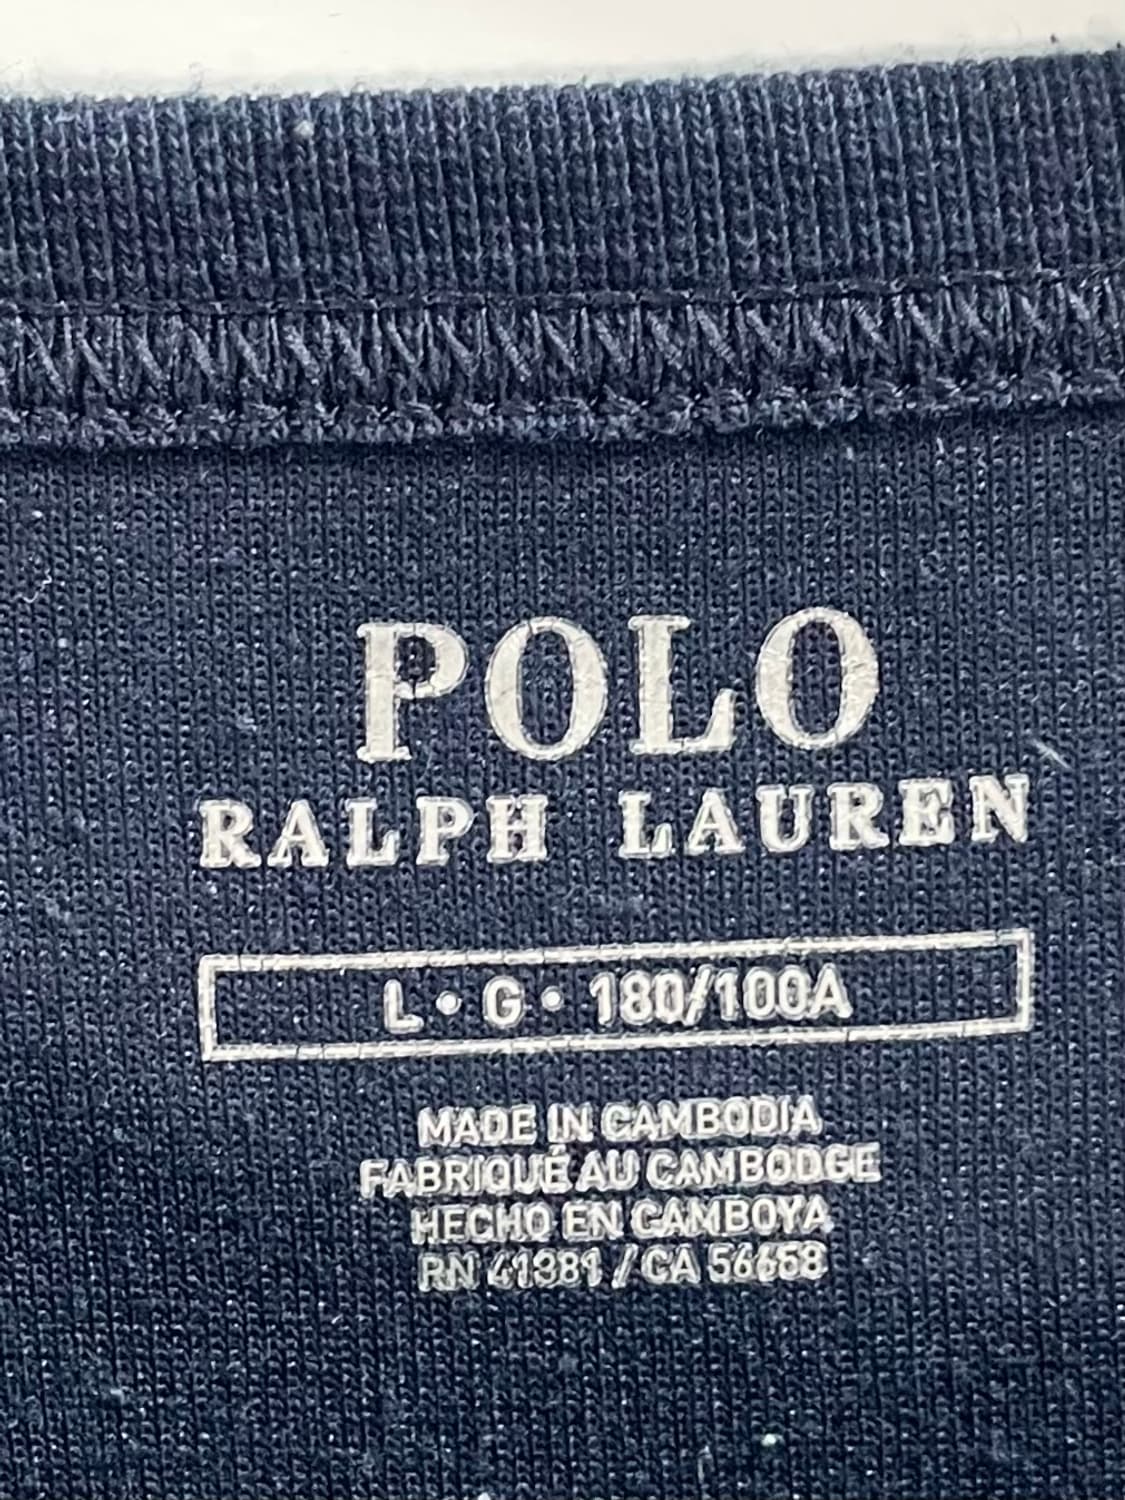 POLO
RALPH LAUREN
L • G • 180/100A
MADE IN CAMBODIA
FABRIQUÉ AU CAMBODGE
HECHO EN CAMBOYA
RN 41381 / CA 56658